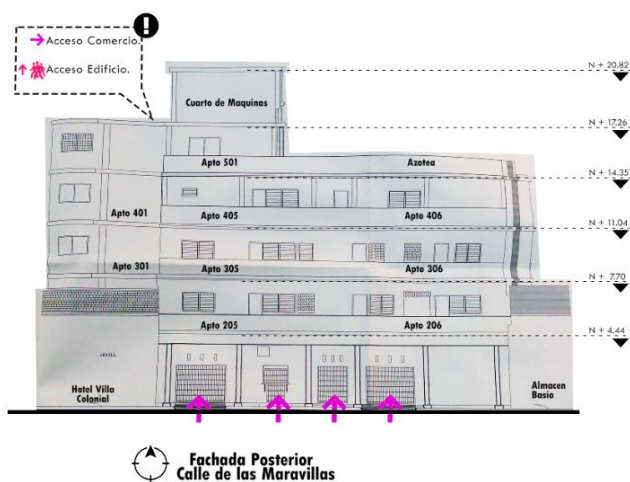 !
Acceso Comercio.
Acceso Edificio.
N + 20.82
Cuarto de Maquinas
N + 17.26
Apto 501
Azotea
N + 14.35
Apto 401
Apto 405
Apto 406
N + 11.04
Apto 301
Apto 305
Apto 306
N + 7.70
Apto 205
Apto 206
N + 4.44
HOTEL
Hotel Villa
Colonial
Almacen
Basio
Fachada Posterior
Calle de las Maravillas